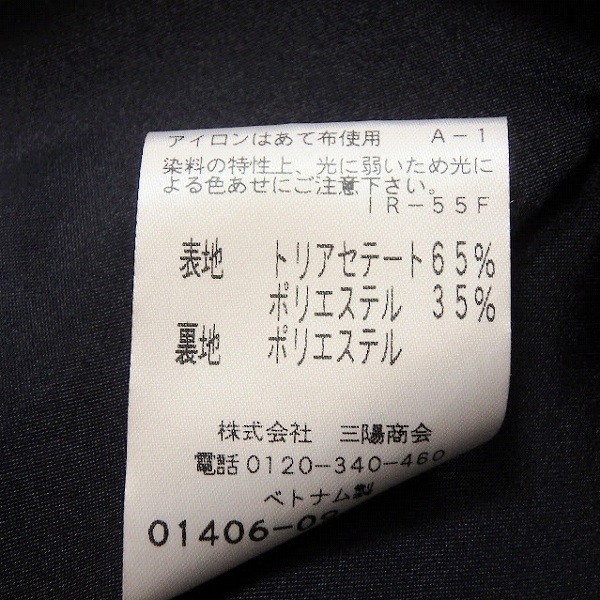 アイロンはあて布使用 A-1
染料の特性上、光に弱いため光に
よる色あせにご注意下さい。
IR-55F
表地 トリアセテート65%
ポリエステル 35%
裏地 ポリエステル
株式会社 三陽商会
電話0120-340-460
ベトナム製
01406-09